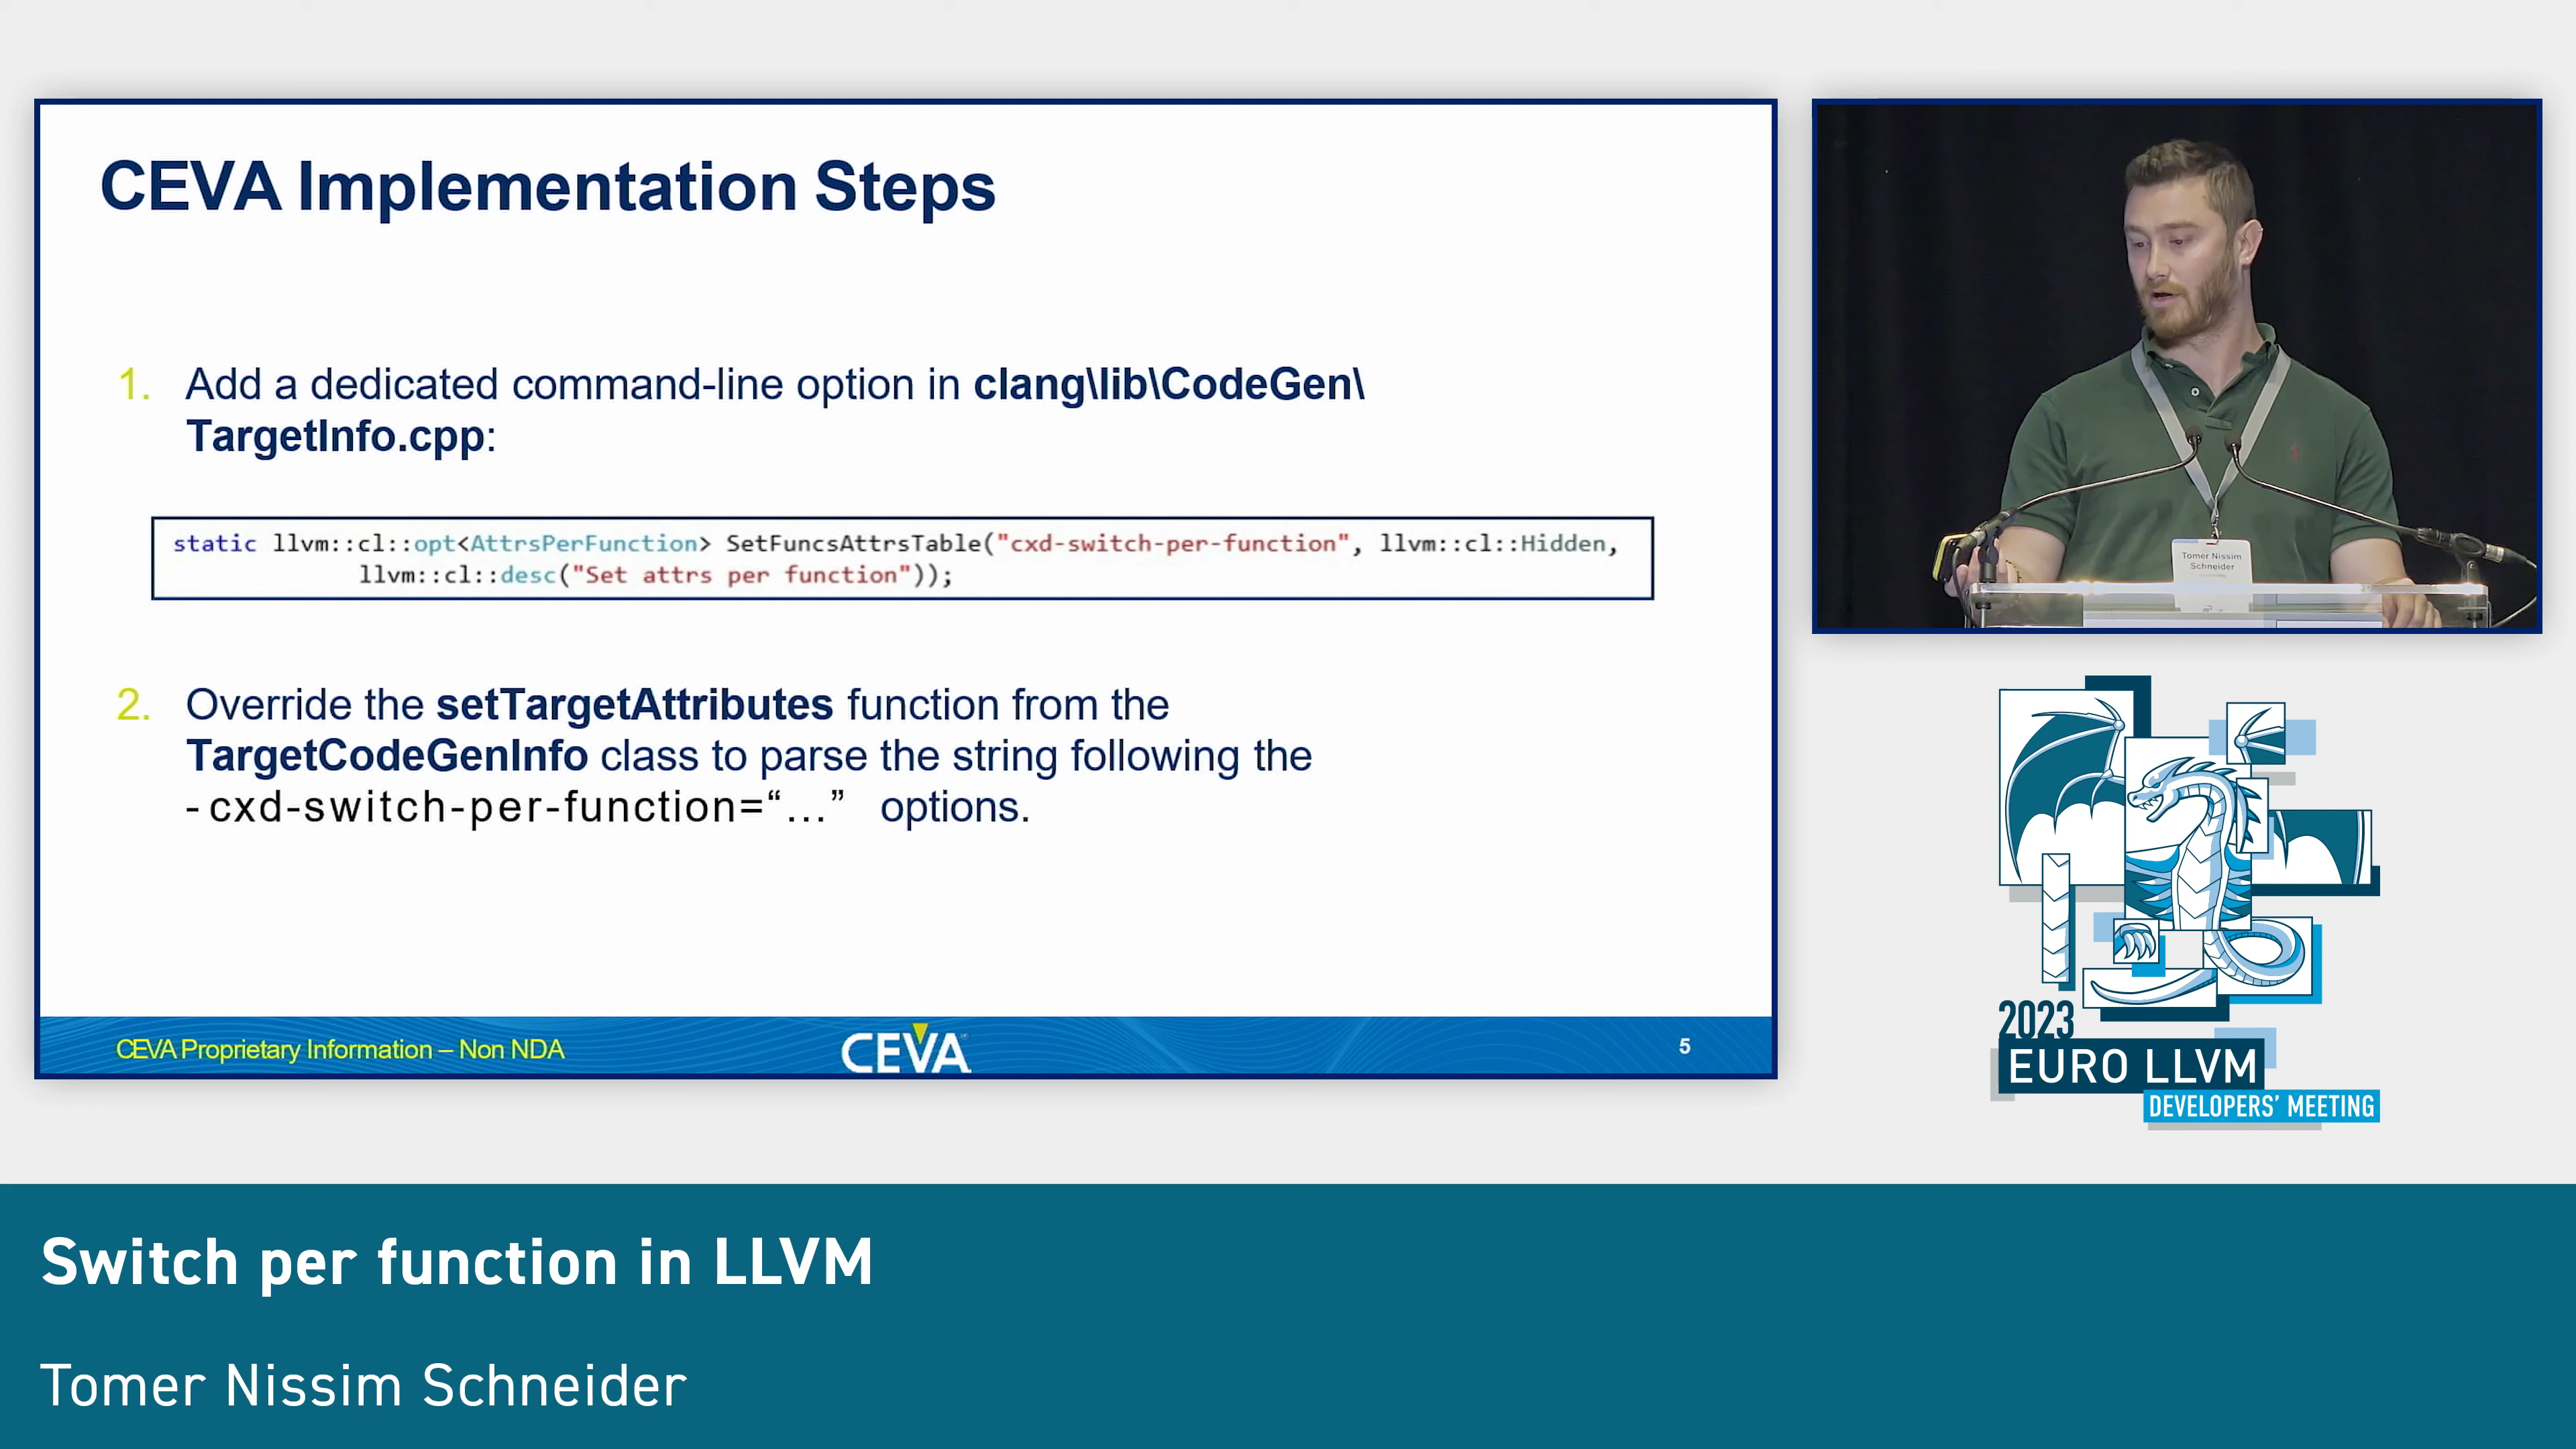 CEVA Implementation Steps
1. Add a dedicated command-line option in clang\lib\CodeGen\
TargetInfo.cpp:
static llvm::cl::opt<AttrsPerFunction> SetFuncsAttrsTable("cxd-switch-per-function", llvm::cl::Hidden,
llvm::cl::desc("Set attrs per function"));
2. Override the setTargetAttributes function from the
TargetCodeGenInfo class to parse the string following the
-cxd-switch-per-function=“…” options.
CEVA Proprietary Information – Non NDA
CEVA
5
Tomer Nissim
Schneider
2023
EURO LLVM
DEVELOPERS’ MEETING
Switch per function in LLVM
Tomer Nissim Schneider